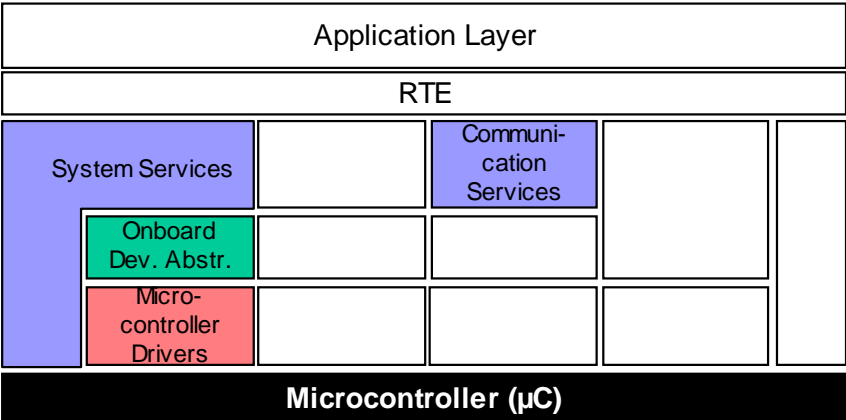 Application Layer
RTE
System Services
Communi-
cation
Services
Onboard
Dev. Abstr.
Micro-
controller
Drivers
Microcontroller (µC)